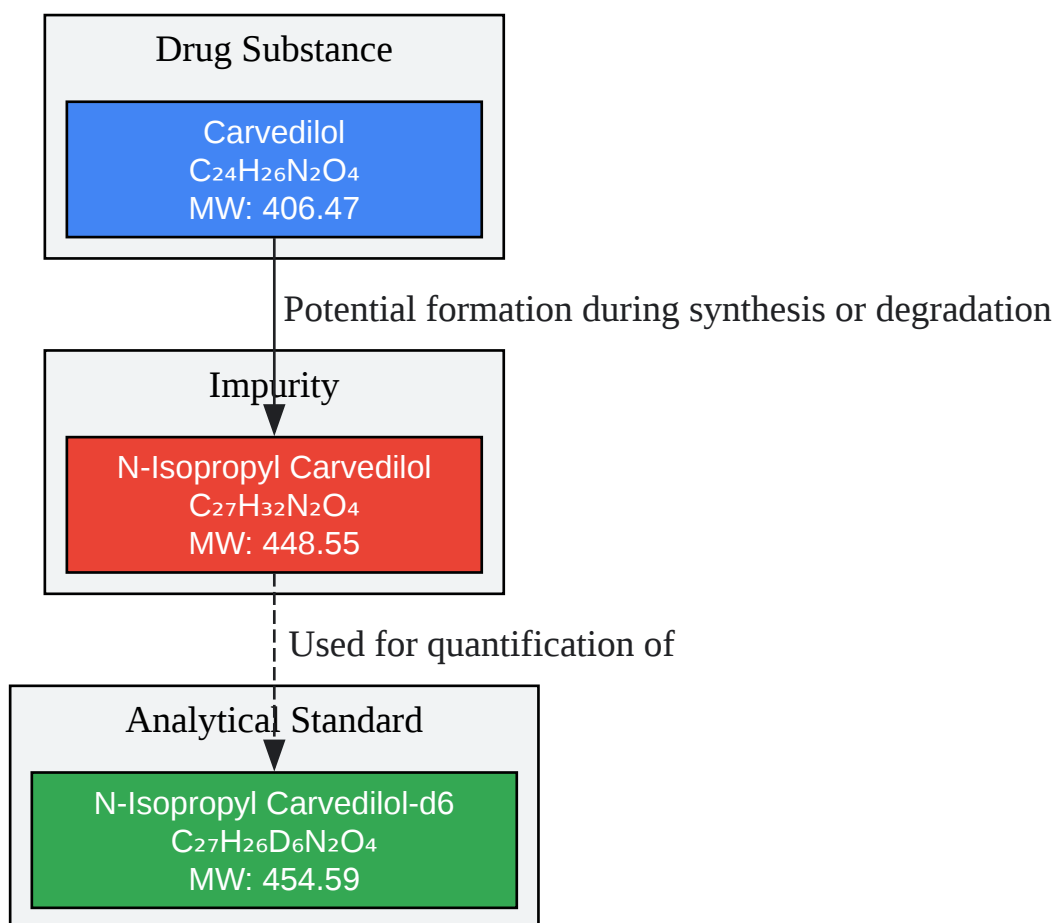 Drug Substance
Carvedilol
C₂₄H₂₆N₂O₄
MW: 406.47
Potential formation during synthesis or degradation
Impurity
N-Isopropyl Carvedilol
C₂₇H₃₂N₂O₄
MW: 448.55
Used for quantification of
Analytical Standard
N-Isopropyl Carvedilol-d6
C₂₇H₂₆D₆N₂O₄
MW: 454.59